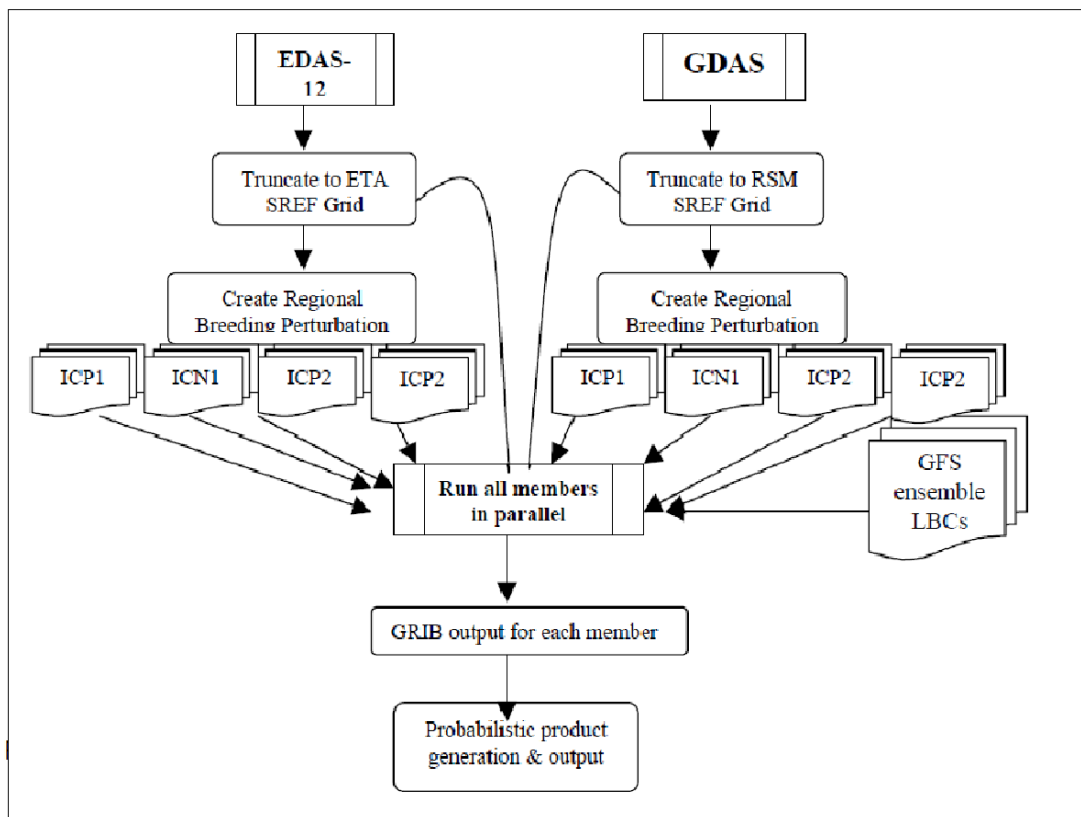 EDAS-
12
GDAS
Truncate to ETA
SREF Grid
Truncate to RSM
SREF Grid
Create Regional
Breeding Perturbation
Create Regional
Breeding Perturbation
ICP1
ICN1
ICP2
ICP2
ICP1
ICN1
ICP2
ICP2
GFS
ensemble
LBCs
Run all members
in parallel
GRIB output for each member
Probabilistic product
generation & output